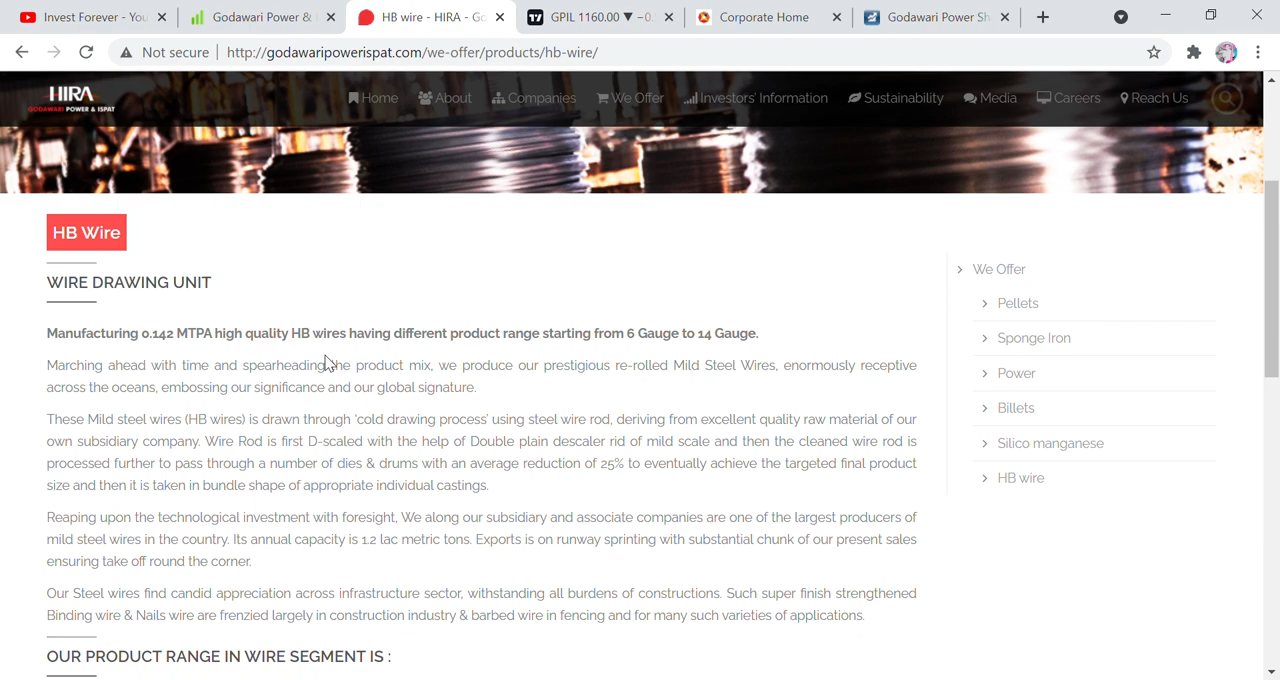 Invest Forever - You
Godawari Power &
HB wire - HIRA - Go
GPIL 1160.00 ▼ −0.
Corporate Home
Godawari Power Sh
Not secure | http://godawaripowerispat.com/we-offer/products/hb-wire/
HIRA
GODAWARI POWER & ISPAT
Home
About
Companies
We Offer
Investors' Information
Sustainability
Media
Careers
Reach Us
HB Wire
WIRE DRAWING UNIT
Manufacturing 0.142 MTPA high quality HB wires having different product range starting from 6 Gauge to 14 Gauge.
Marching ahead with time and spearheading the product mix, we produce our prestigious re-rolled Mild Steel Wires, enormously receptive
across the oceans, embossing our significance and our global signature.
These Mild steel wires (HB wires) is drawn through 'cold drawing process' using steel wire rod, deriving from excellent quality raw material of our
own subsidiary company. Wire Rod is first D-scaled with the help of Double plain descaler rid of mild scale and then the cleaned wire rod is
processed further to pass through a number of dies & drums with an average reduction of 25% to eventually achieve the targeted final product
size and then it is taken in bundle shape of appropriate individual castings.
Reaping upon the technological investment with foresight, We along our subsidiary and associate companies are one of the largest producers of
mild steel wires in the country. Its annual capacity is 1.2 lac metric tons. Exports is on runway sprinting with substantial chunk of our present sales
ensuring take off round the corner.
Our Steel wires find candid appreciation across infrastructure sector, withstanding all burdens of constructions. Such super finish strengthened
Binding wire & Nails wire are frenzied largely in construction industry & barbed wire in fencing and for many such varieties of applications.
OUR PRODUCT RANGE IN WIRE SEGMENT IS :
We Offer
Pellets
Sponge Iron
Power
Billets
Silico manganese
HB wire